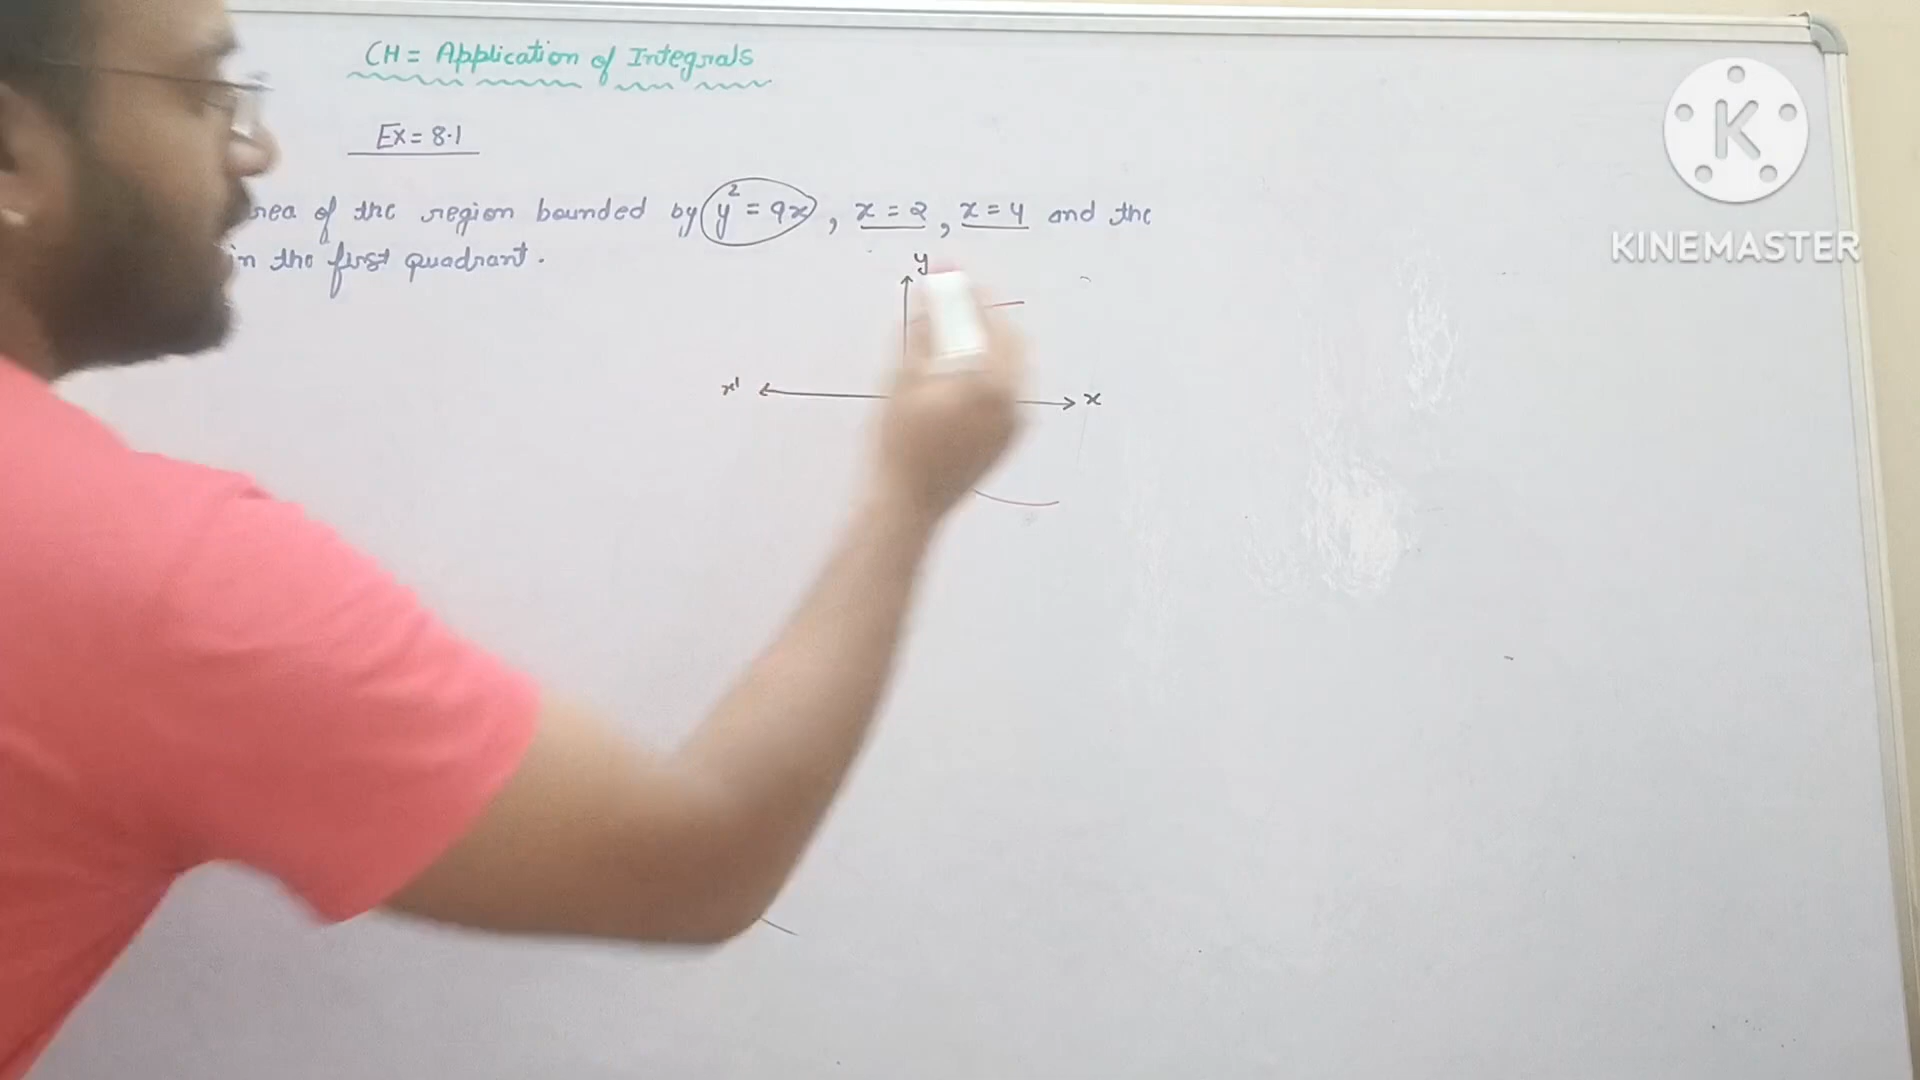 CH = Application of Integrals
Ex = 8.1
of the region bounded by y² = 9x, x = 2, x = 4 and the
in the first quadrant.
y
x' x
K
KINEMASTER